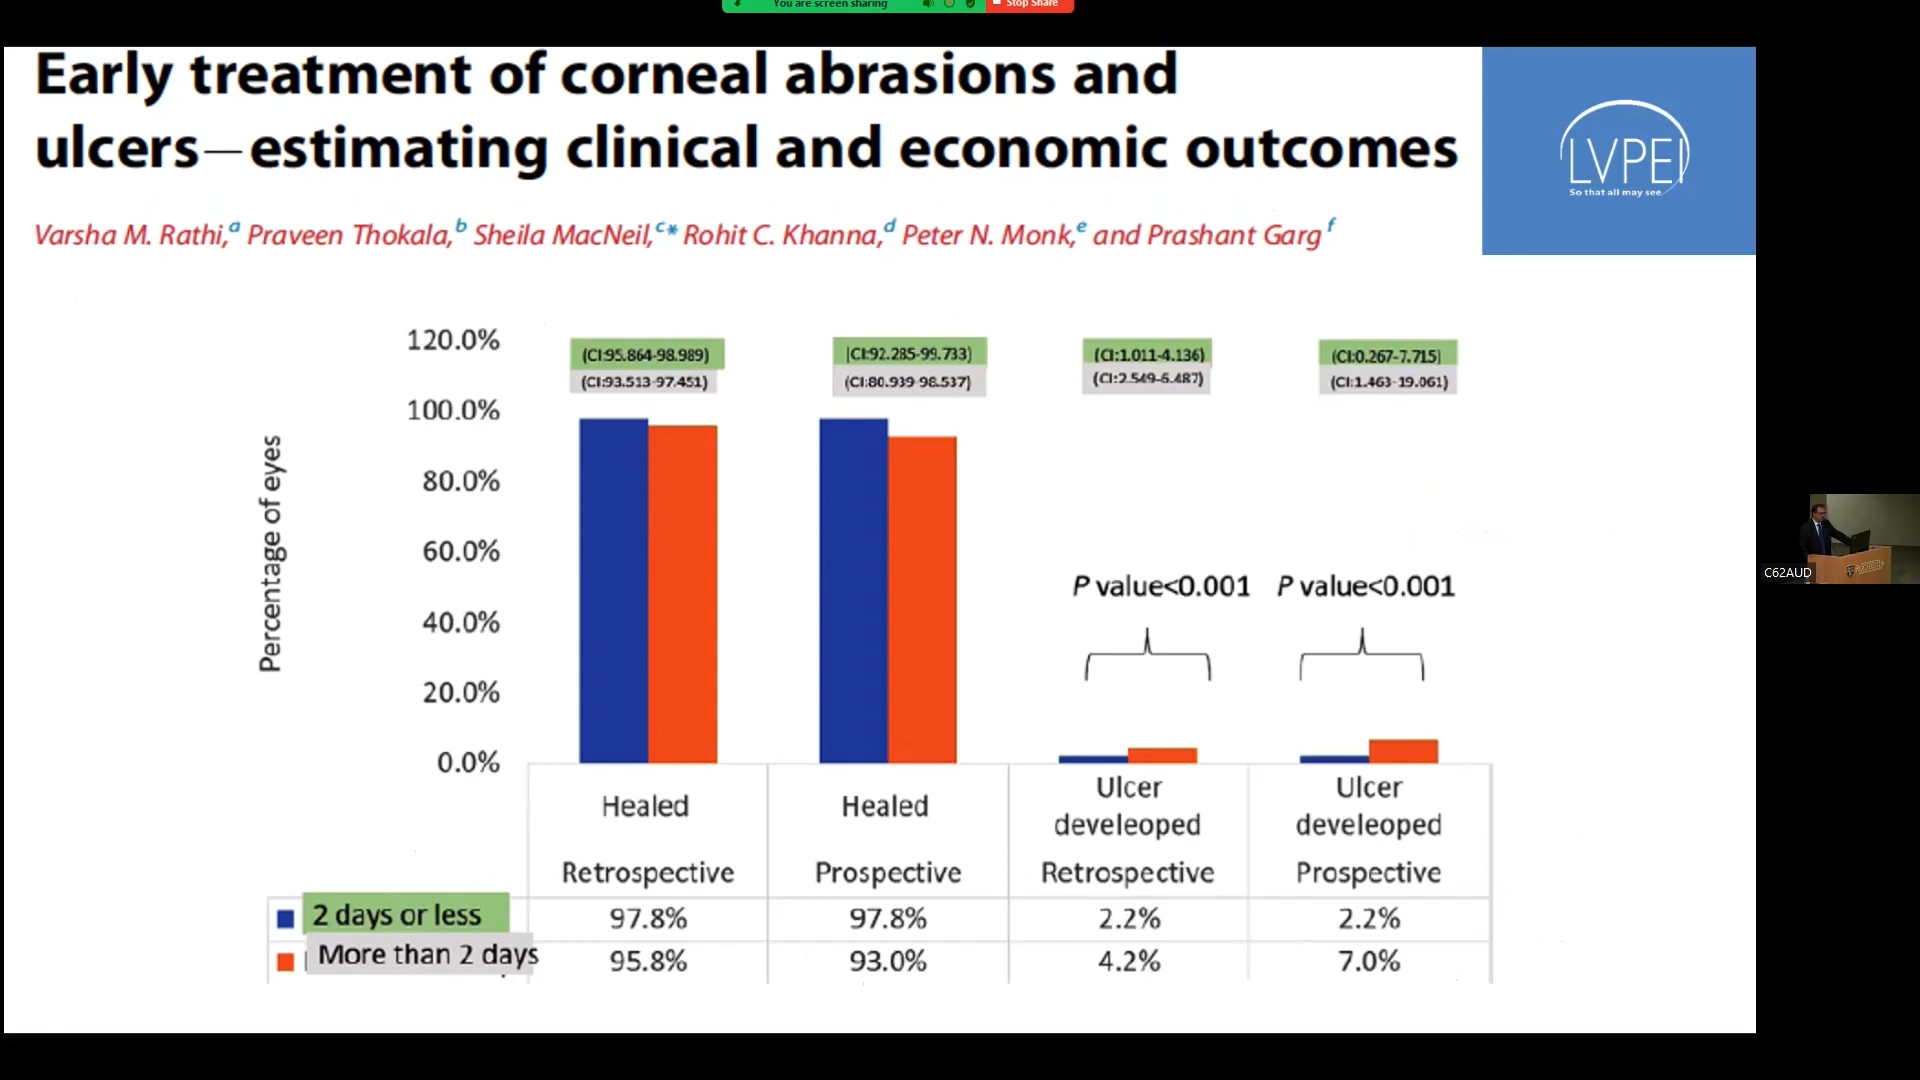 You are screen sharing
Stop Share
Early treatment of corneal abrasions and
ulcers—estimating clinical and economic outcomes
LVPEI
So that all may see
Varsha M. Rathi,a Praveen Thokala,b Sheila MacNeil,c* Rohit C. Khanna,d Peter N. Monk,e and Prashant Garg f
120.0%
100.0%
80.0%
60.0%
40.0%
20.0%
0.0%
Percentage of eyes
(CI:95.864-98.989)
(CI:93.513-97.451)
(CI:92.285-99.733)
(CI:80.939-98.537)
(CI:1.011-4.136)
(CI:2.549-6.487)
(CI:0.267-7.715)
(CI:1.463-19.061)
P value<0.001 P value<0.001
Healed Healed Ulcer develeoped Ulcer develeoped
Retrospective Prospective Retrospective Prospective
2 days or less 97.8% 97.8% 2.2% 2.2%
More than 2 days 95.8% 93.0% 4.2% 7.0%
C62AUD